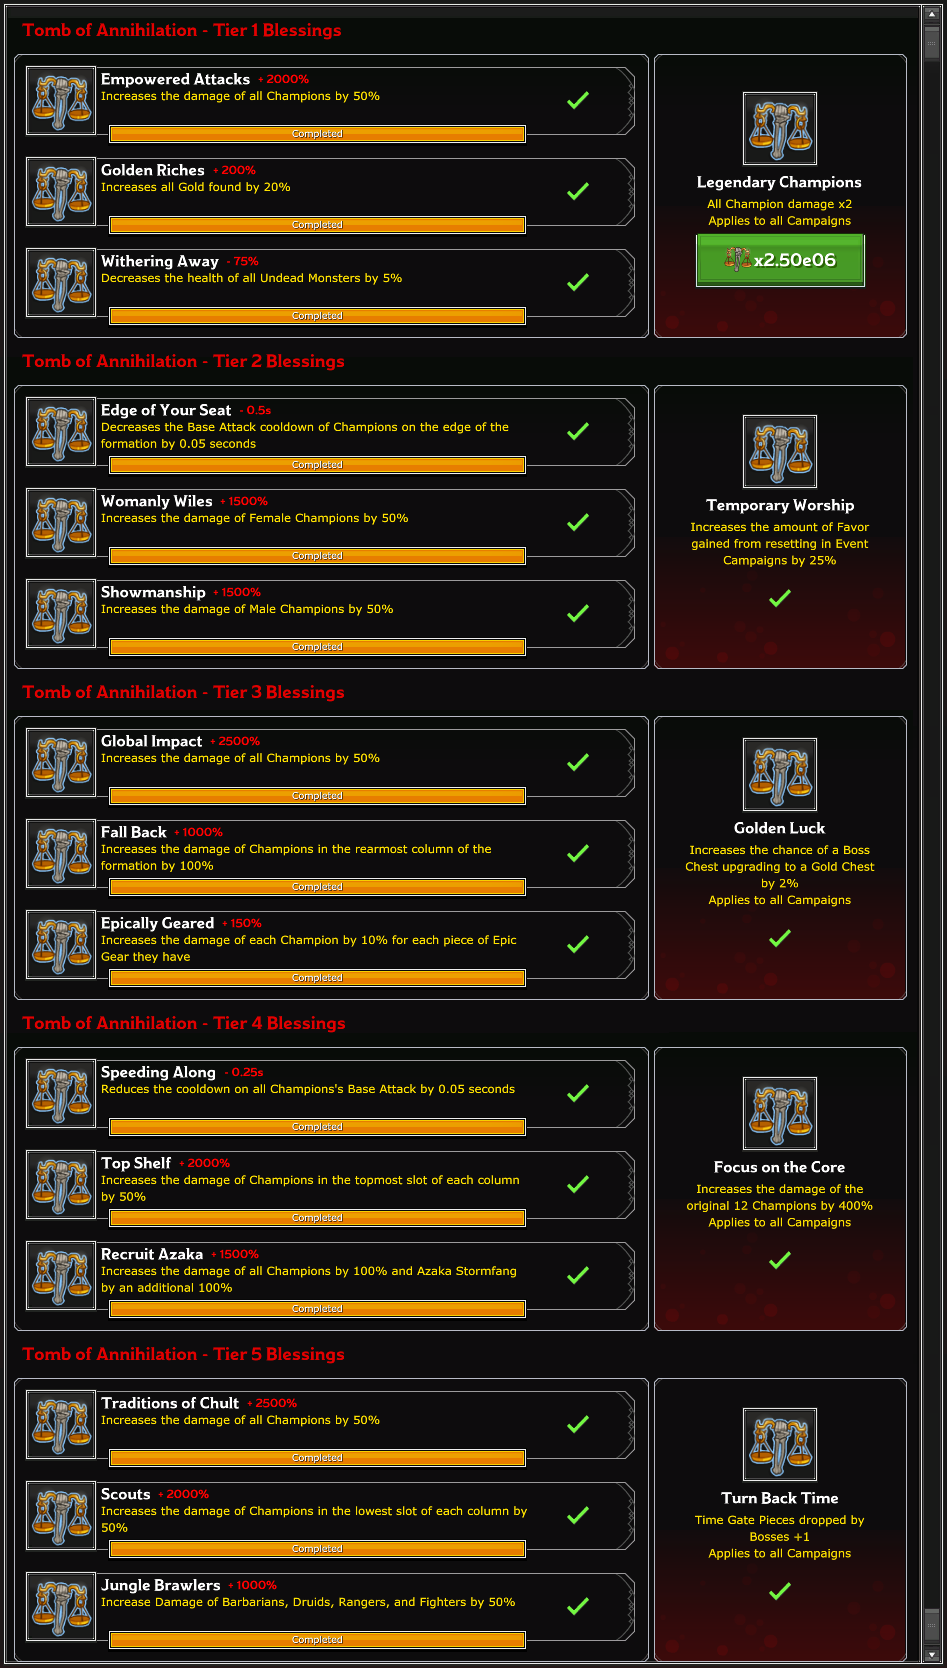 Tomb of Annihilation - Tier 1 Blessings
Empowered Attacks + 2000%
Increases the damage of all Champions by 50%
Completed
Golden Riches + 200%
Increases all Gold found by 20%
Completed
Withering Away - 75%
Decreases the health of all Undead Monsters by 5%
Completed
Legendary Champions
All Champion damage x2
Applies to all Campaigns
x2.50e06
Tomb of Annihilation - Tier 2 Blessings
Edge of Your Seat - 0.5s
Decreases the Base Attack cooldown of Champions on the edge of the
formation by 0.05 seconds
Completed
Womanly Wiles + 1500%
Increases the damage of Female Champions by 50%
Completed
Showmanship + 1500%
Increases the damage of Male Champions by 50%
Completed
Temporary Worship
Increases the amount of Favor
gained from resetting in Event
Campaigns by 25%
Tomb of Annihilation - Tier 3 Blessings
Global Impact + 2500%
Increases the damage of all Champions by 50%
Completed
Fall Back + 1000%
Increases the damage of Champions in the rearmost column of the
formation by 100%
Completed
Epically Geared + 150%
Increases the damage of each Champion by 10% for each piece of Epic
Gear they have
Completed
Golden Luck
Increases the chance of a Boss
Chest upgrading to a Gold Chest
by 2%
Applies to all Campaigns
Tomb of Annihilation - Tier 4 Blessings
Speeding Along - 0.25s
Reduces the cooldown on all Champions's Base Attack by 0.05 seconds
Completed
Top Shelf + 2000%
Increases the damage of Champions in the topmost slot of each column
by 50%
Completed
Recruit Azaka + 1500%
Increases the damage of all Champions by 100% and Azaka Stormfang
by an additional 100%
Completed
Focus on the Core
Increases the damage of the
original 12 Champions by 400%
Applies to all Campaigns
Tomb of Annihilation - Tier 5 Blessings
Traditions of Chult + 2500%
Increases the damage of all Champions by 50%
Completed
Scouts + 2000%
Increases the damage of Champions in the lowest slot of each column by
50%
Completed
Jungle Brawlers + 1000%
Increase Damage of Barbarians, Druids, Rangers, and Fighters by 50%
Completed
Turn Back Time
Time Gate Pieces dropped by
Bosses +1
Applies to all Campaigns